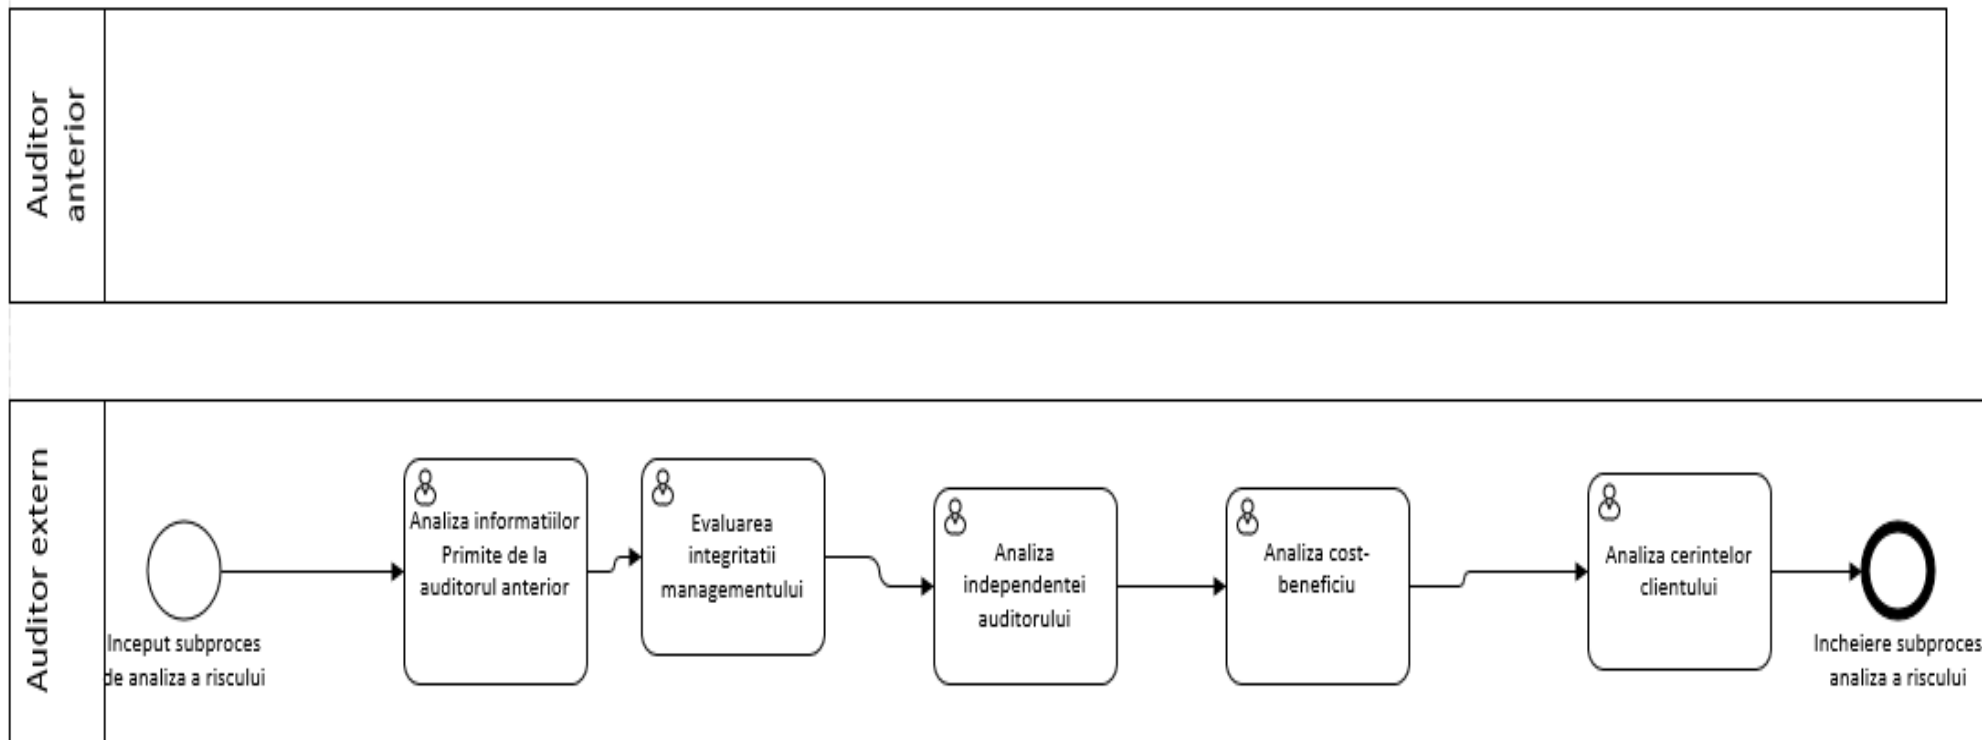 Auditor
anterior
Auditor extern
Inceput subproces
de analiza a riscului
Analiza informatiilor
Primite de la
auditorul anterior
Evaluarea
integritatii
managementului
Analiza
independentei
auditorului
Analiza cost-
beneficiu
Analiza cerintelor
clientului
Incheiere subproces
analiza a riscului